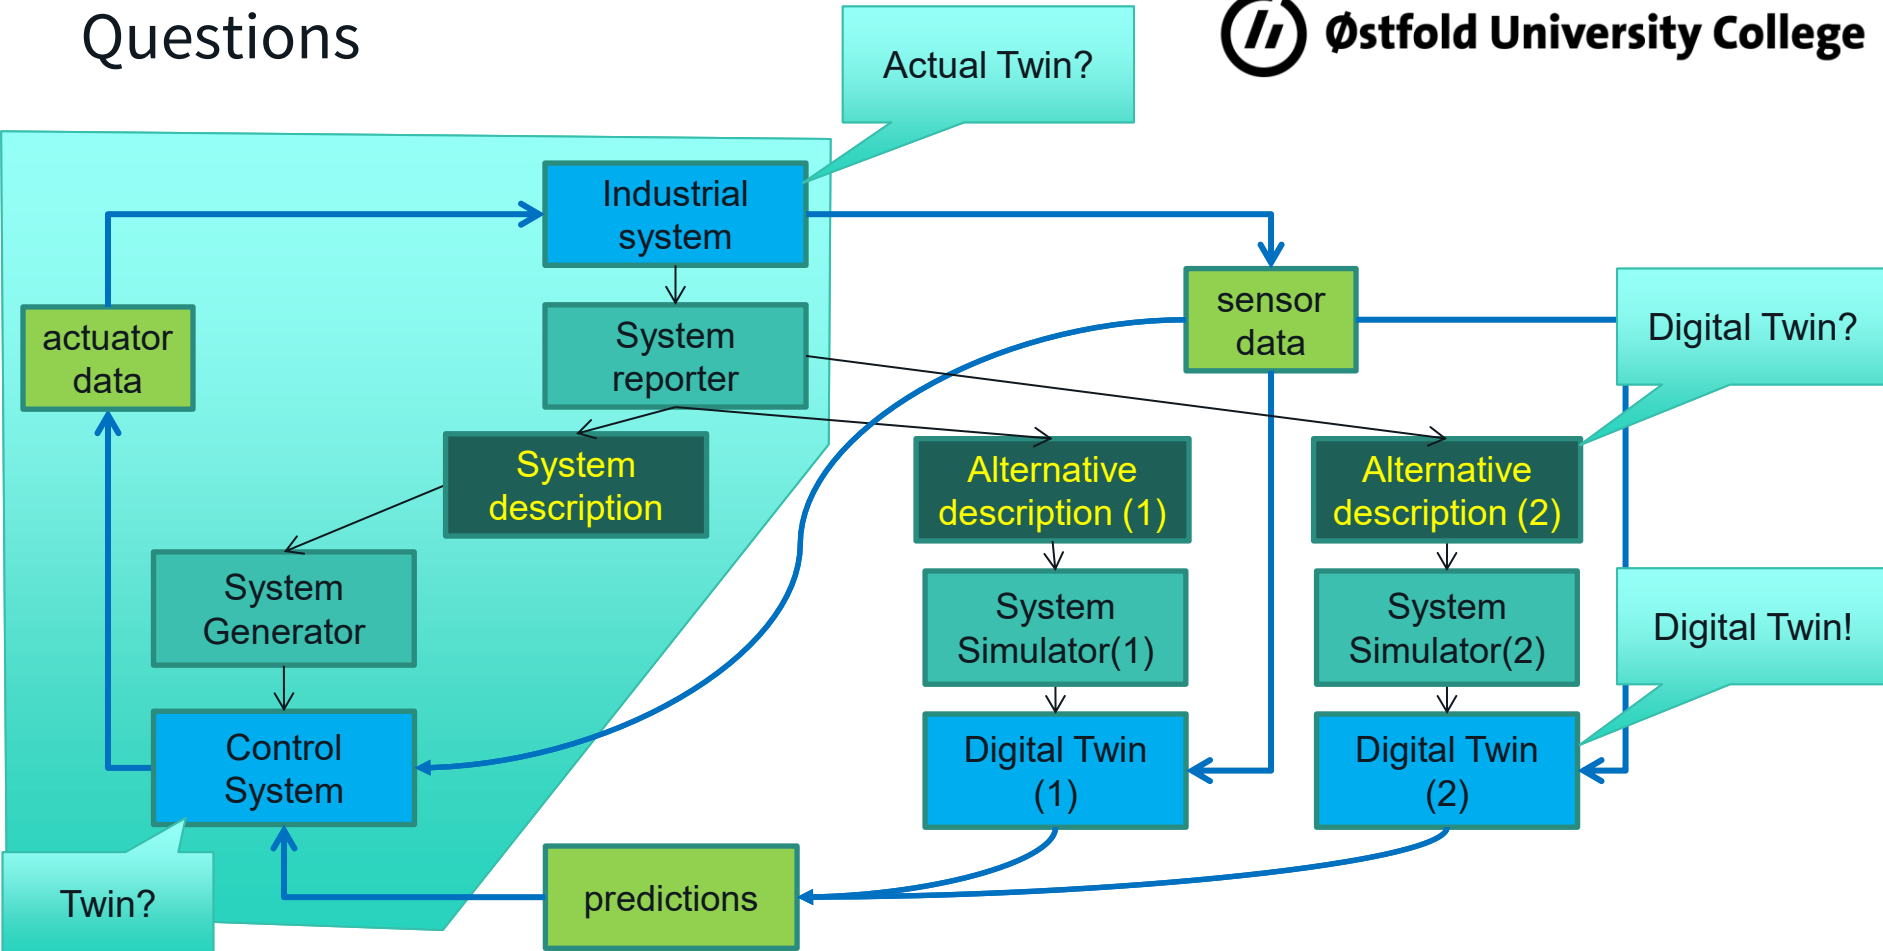 Questions
Østfold University College
Actual Twin?
Industrial
system
actuator
data
System
reporter
sensor
data
Digital Twin?
System
description
Alternative
description (1)
Alternative
description (2)
System
Generator
System
Simulator(1)
System
Simulator(2)
Digital Twin!
Control
System
Digital Twin
(1)
Digital Twin
(2)
Twin?
predictions